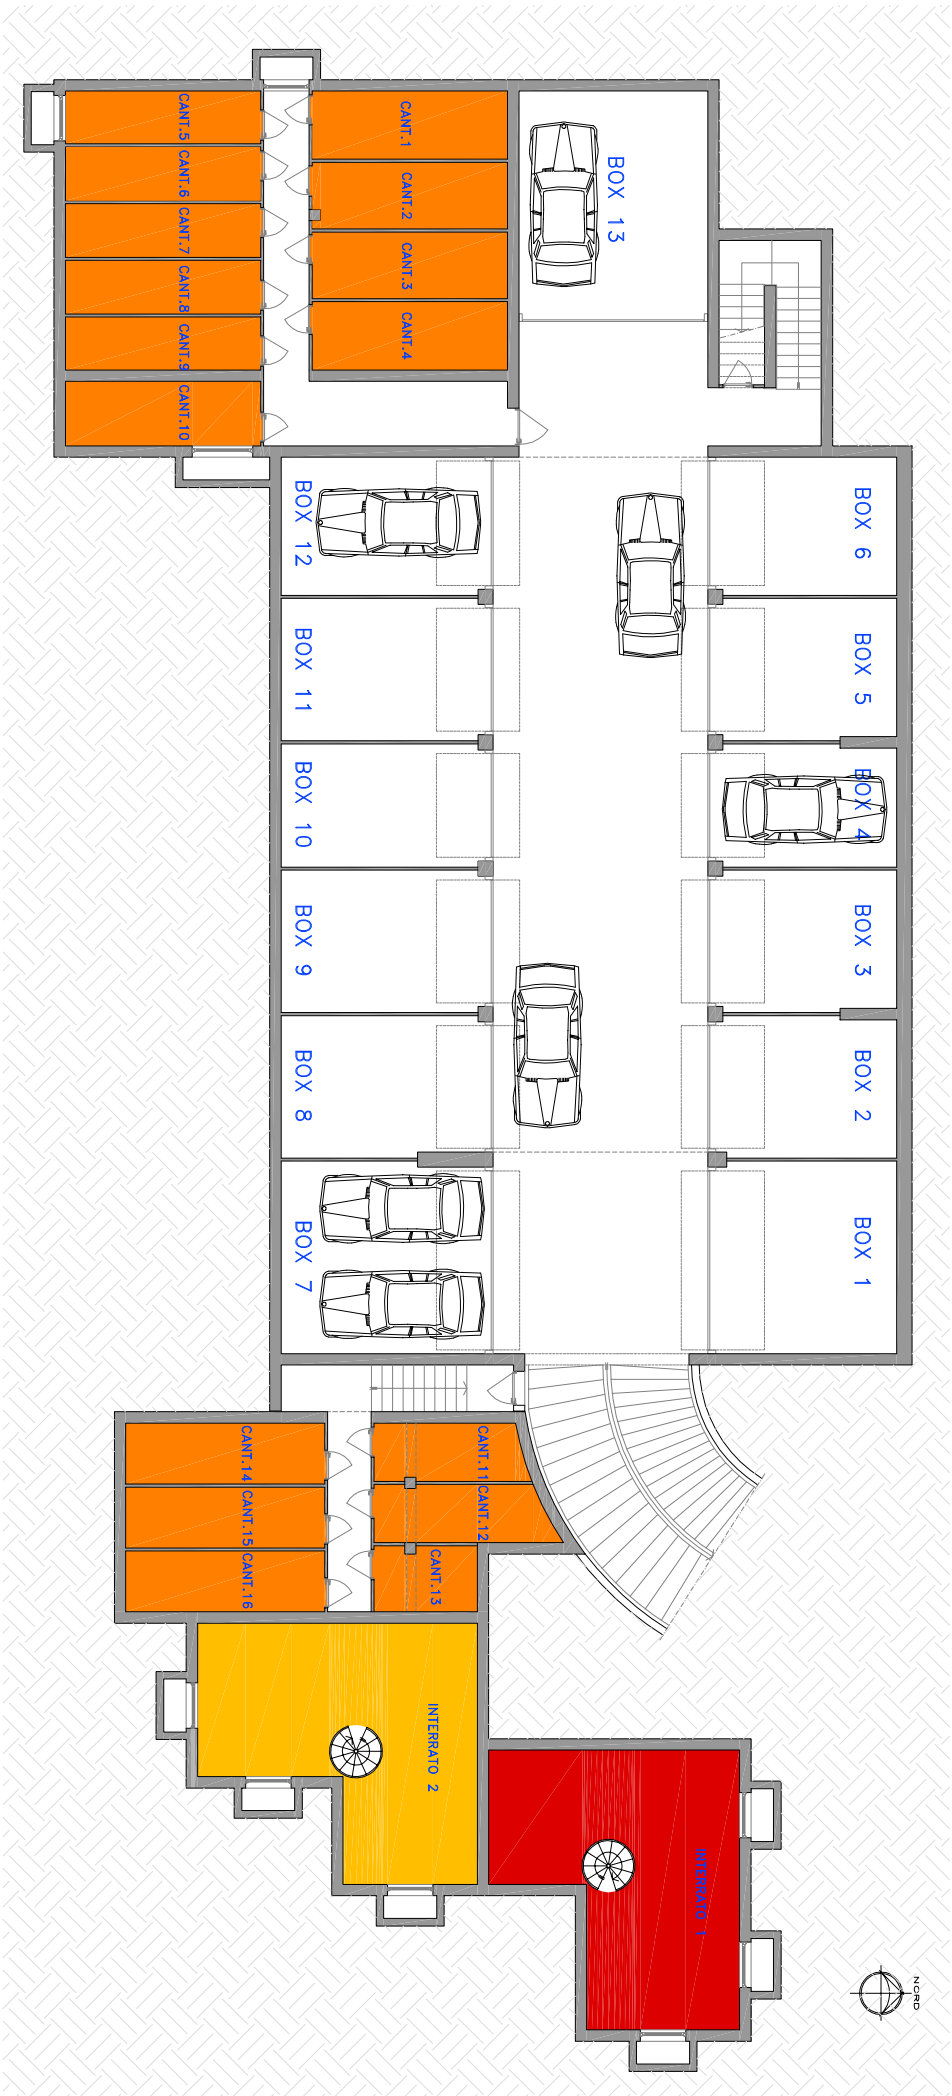 CANT.5
CANT.6
CANT.7
CANT.8
CANT.9
CANT.10
CANT.1
CANT.2
CANT.3
CANT.4
BOX 13
BOX 12
BOX 11
BOX 10
BOX 9
BOX 8
BOX 7
BOX 6
BOX 5
BOX 4
BOX 3
BOX 2
BOX 1
CANT.14
CANT.15
CANT.16
CANT.11
CANT.12
CANT.13
INTERRATO 2
INTERRATO 1
NORD